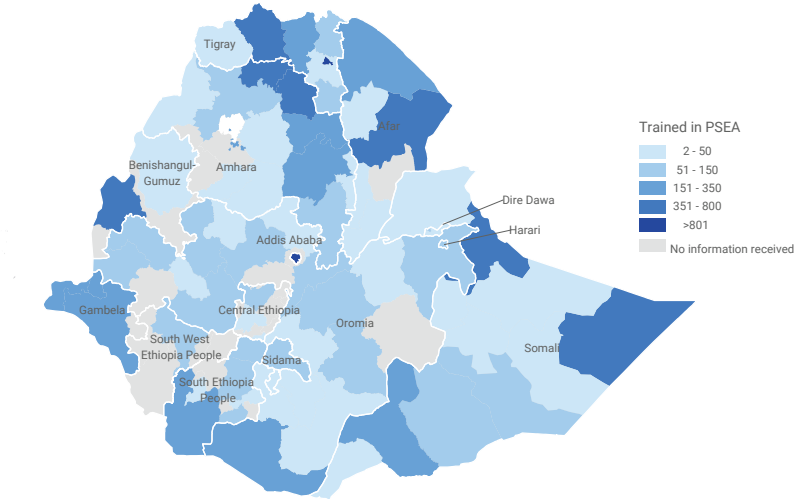 Tigray
Afar
Benishangul-
Gumuz
Amhara
Dire Dawa
Harari
Addis Ababa
Gambela
Central Ethiopia
Oromia
South West
Ethiopia People
Somali
Sidama
South Ethiopia
People
Trained in PSEA
2 - 50
51 - 150
151 - 350
351 - 800
>801
No information received